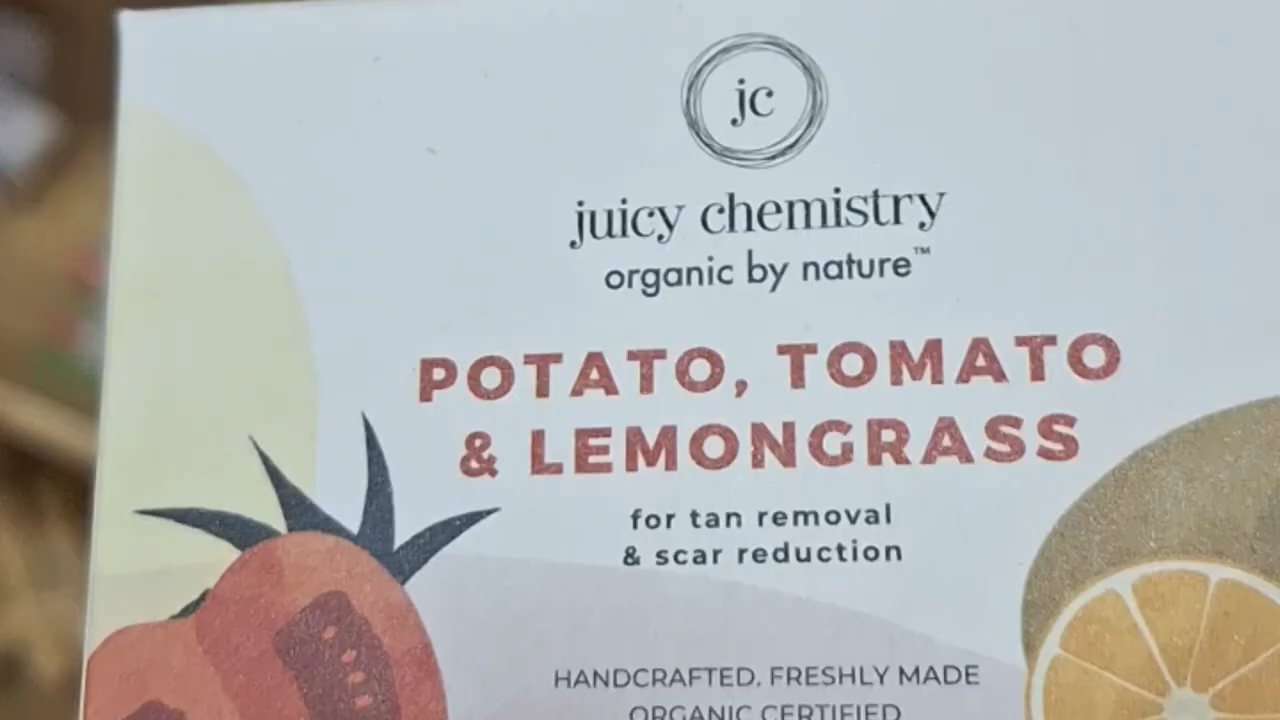 jc
juicy chemistry
organic by nature™
POTATO, TOMATO
& LEMONGRASS
for tan removal
& scar reduction
HANDCRAFTED. FRESHLY MADE
ORGANIC CERTIFIED